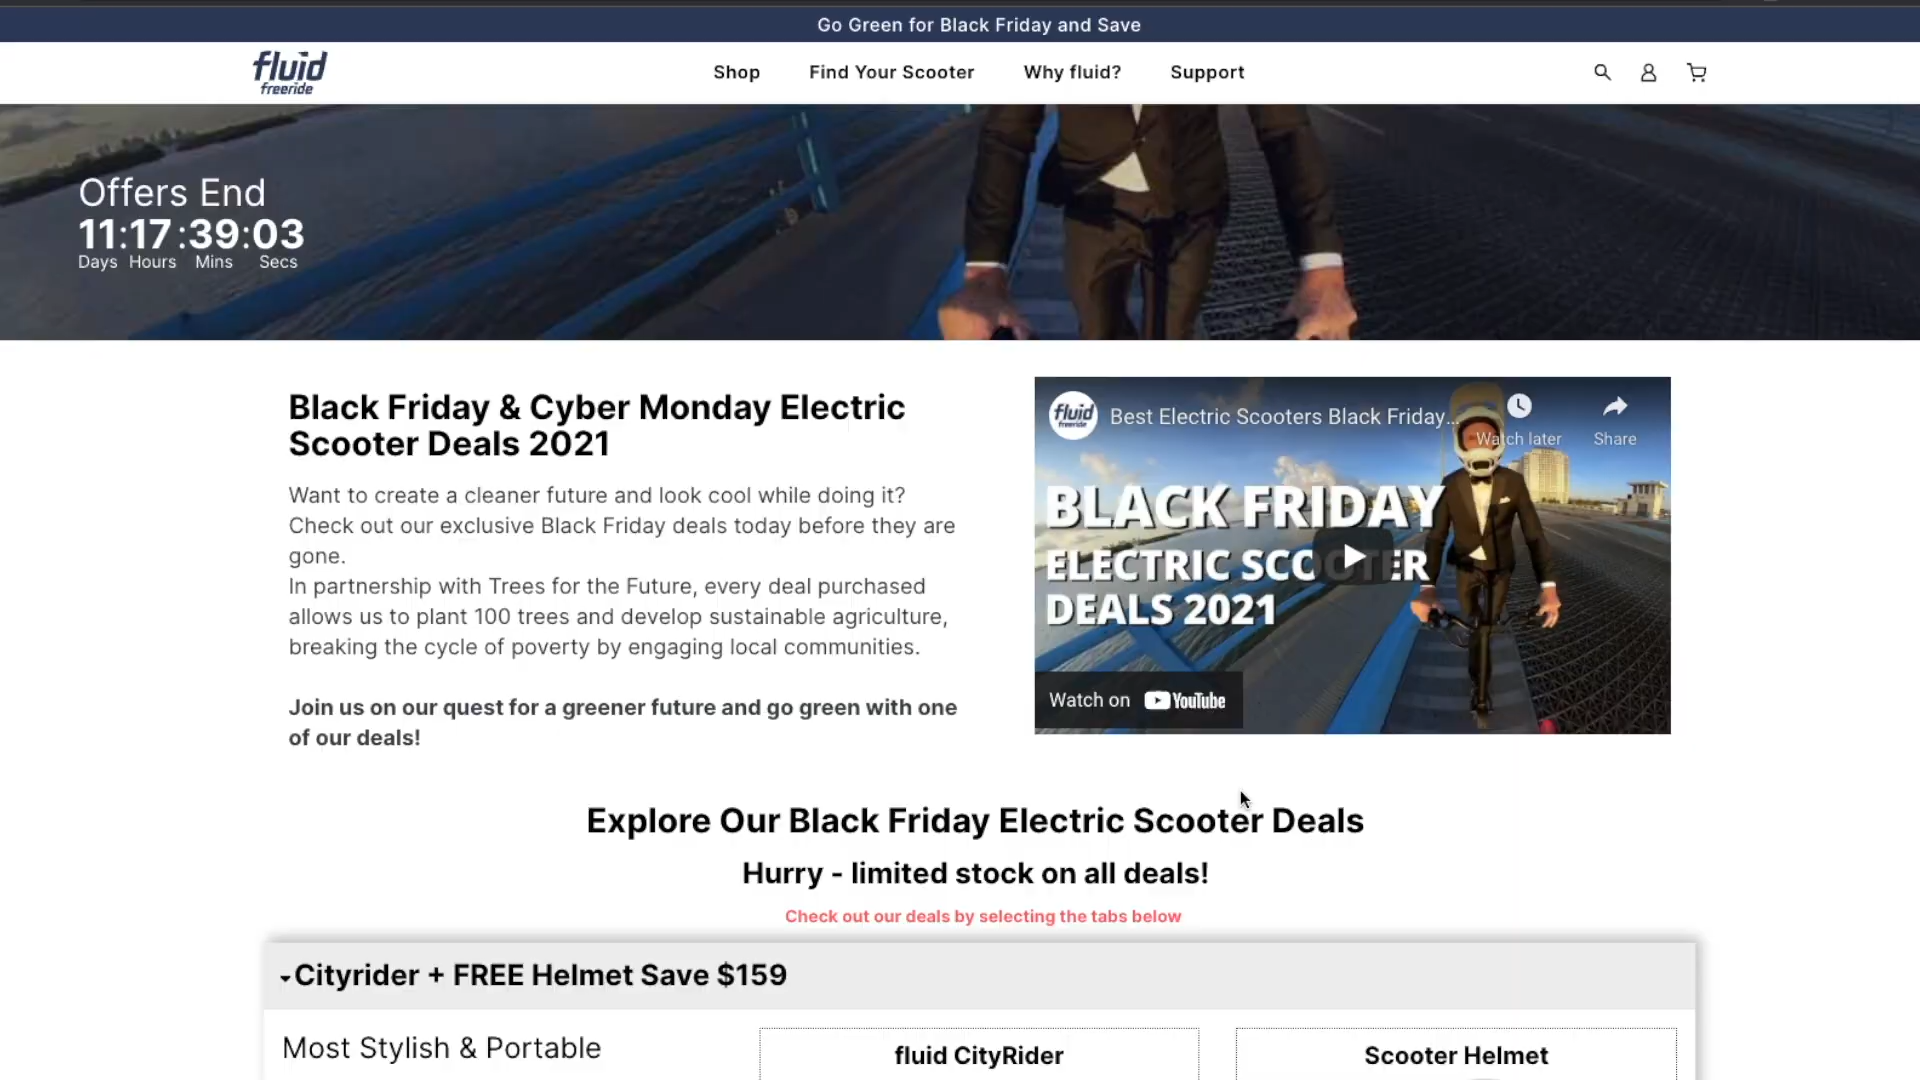 Go Green for Black Friday and Save
fluid
freeride
Shop
Find Your Scooter
Why fluid?
Support
Offers End
11:17:39:03
Days Hours Mins Secs
Black Friday & Cyber Monday Electric
Scooter Deals 2021
Want to create a cleaner future and look cool while doing it?
Check out our exclusive Black Friday deals today before they are
gone.
In partnership with Trees for the Future, every deal purchased
allows us to plant 100 trees and develop sustainable agriculture,
breaking the cycle of poverty by engaging local communities.
Join us on our quest for a greener future and go green with one
of our deals!
fluid
freeride
Best Electric Scooters Black Friday...
Watch later
Share
BLACK FRIDAY
ELECTRIC SCOOTER
DEALS 2021
Watch on YouTube
Explore Our Black Friday Electric Scooter Deals
Hurry - limited stock on all deals!
Check out our deals by selecting the tabs below
Cityrider + FREE Helmet Save $159
Most Stylish & Portable
fluid CityRider
Scooter Helmet